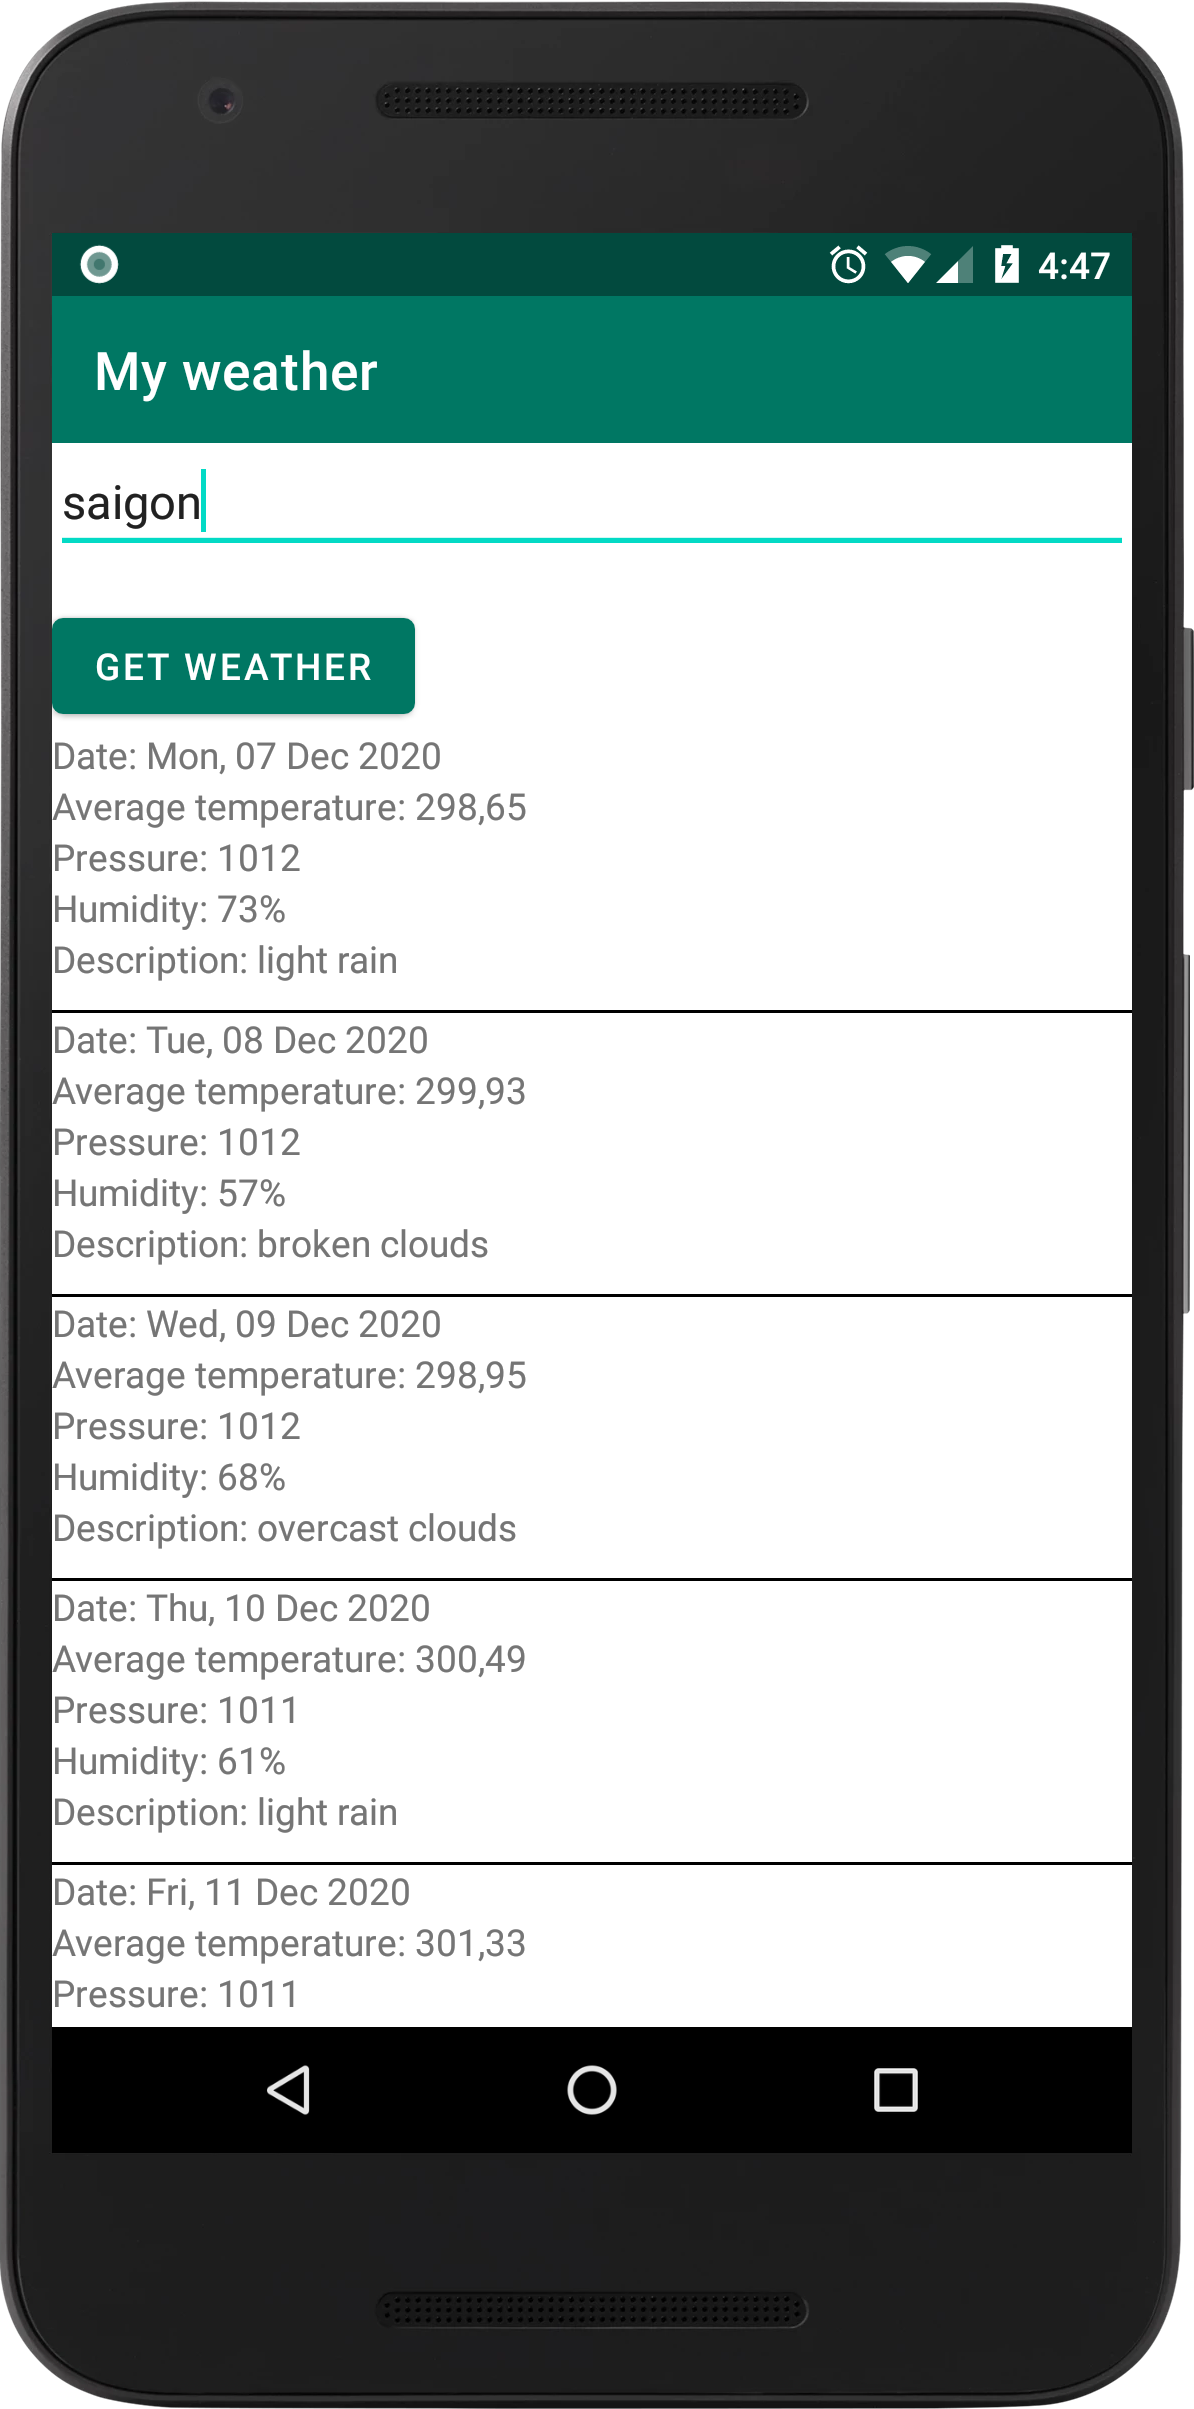 4:47
My weather
saigon
GET WEATHER
Date: Mon, 07 Dec 2020
Average temperature: 298,65
Pressure: 1012
Humidity: 73%
Description: light rain
Date: Tue, 08 Dec 2020
Average temperature: 299,93
Pressure: 1012
Humidity: 57%
Description: broken clouds
Date: Wed, 09 Dec 2020
Average temperature: 298,95
Pressure: 1012
Humidity: 68%
Description: overcast clouds
Date: Thu, 10 Dec 2020
Average temperature: 300,49
Pressure: 1011
Humidity: 61%
Description: light rain
Date: Fri, 11 Dec 2020
Average temperature: 301,33
Pressure: 1011